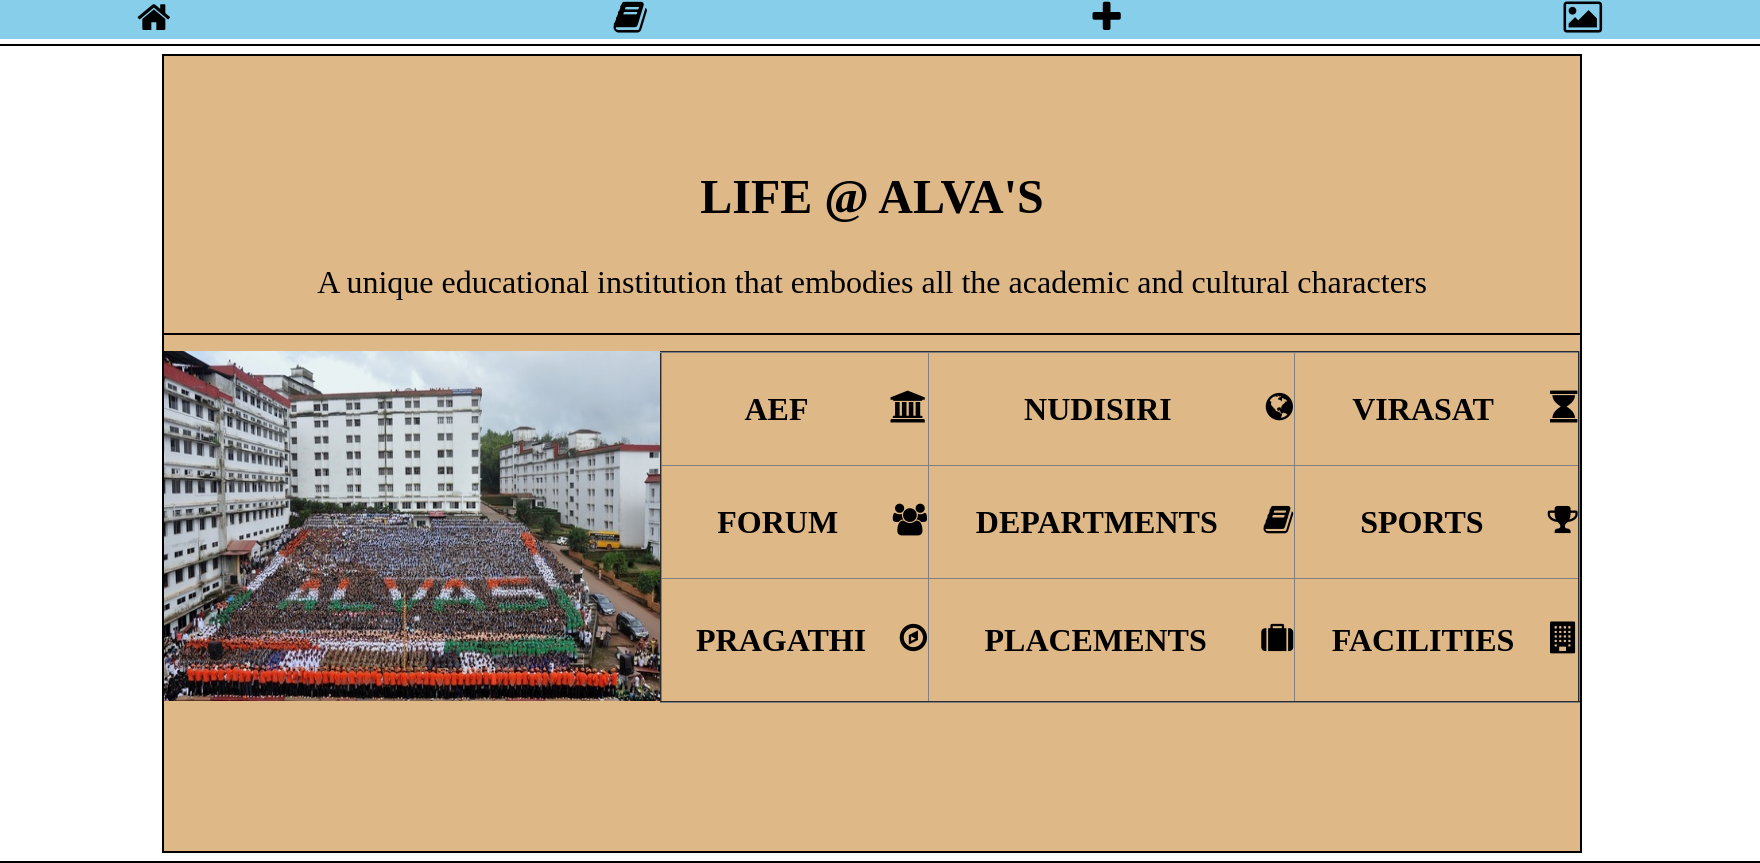 LIFE @ ALVA'S
A unique educational institution that embodies all the academic and cultural characters
AEF NUDISIRI VIRASAT
FORUM DEPARTMENTS SPORTS
PRAGATHI PLACEMENTS FACILITIES
ALVAS